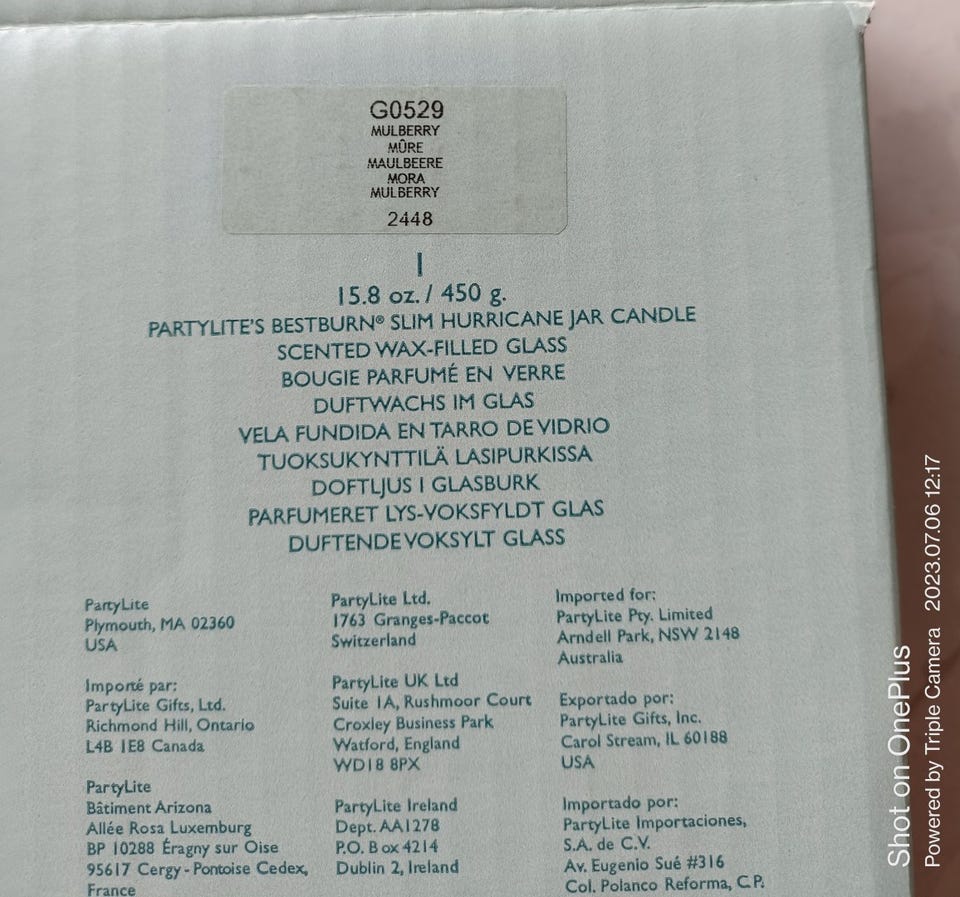 G0529
MULBERRY
MÛRE
MAULBEERE
MORA
MULBERRY
2448
1
15.8 oz. / 450 g.
PARTYLITE'S BESTBURN® SLIM HURRICANE JAR CANDLE
SCENTED WAX-FILLED GLASS
BOUGIE PARFUMÉ EN VERRE
DUFTWACHS IM GLAS
VELA FUNDIDA EN TARRO DE VIDRIO
TUOKSUKYNTTILÄ LASIPURKISSA
DOFTLJUS I GLASBURK
PARFUMERET LYS-VOKSFYLDT GLAS
DUFTENDE VOKSYLT GLASS
PartyLite
Plymouth, MA 02360
USA
Importé par:
PartyLite Gifts, Ltd.
Richmond Hill, Ontario
L4B 1E8 Canada
PartyLite
Bâtiment Arizona
Allée Rosa Luxemburg
BP 10288 Éragny sur Oise
95617 Cergy-Pontoise Cedex,
France
PartyLite Ltd.
1763 Granges-Paccot
Switzerland
PartyLite UK Ltd
Suite 1A, Rushmoor Court
Croxley Business Park
Watford, England
WD18 8PX
PartyLite Ireland
Dept. AA1278
P.O. Box 4214
Dublin 2, Ireland
Imported for:
PartyLite Pty. Limited
Arndell Park, NSW 2148
Australia
Exportado por:
PartyLite Gifts, Inc.
Carol Stream, IL 60188
USA
Importado por:
PartyLite Importaciones,
S.A. de C.V.
Av. Eugenio Sué #316
Col. Polanco Reforma, C.P.
Shot on OnePlus
Powered by Triple Camera 2023.07.06 12:17